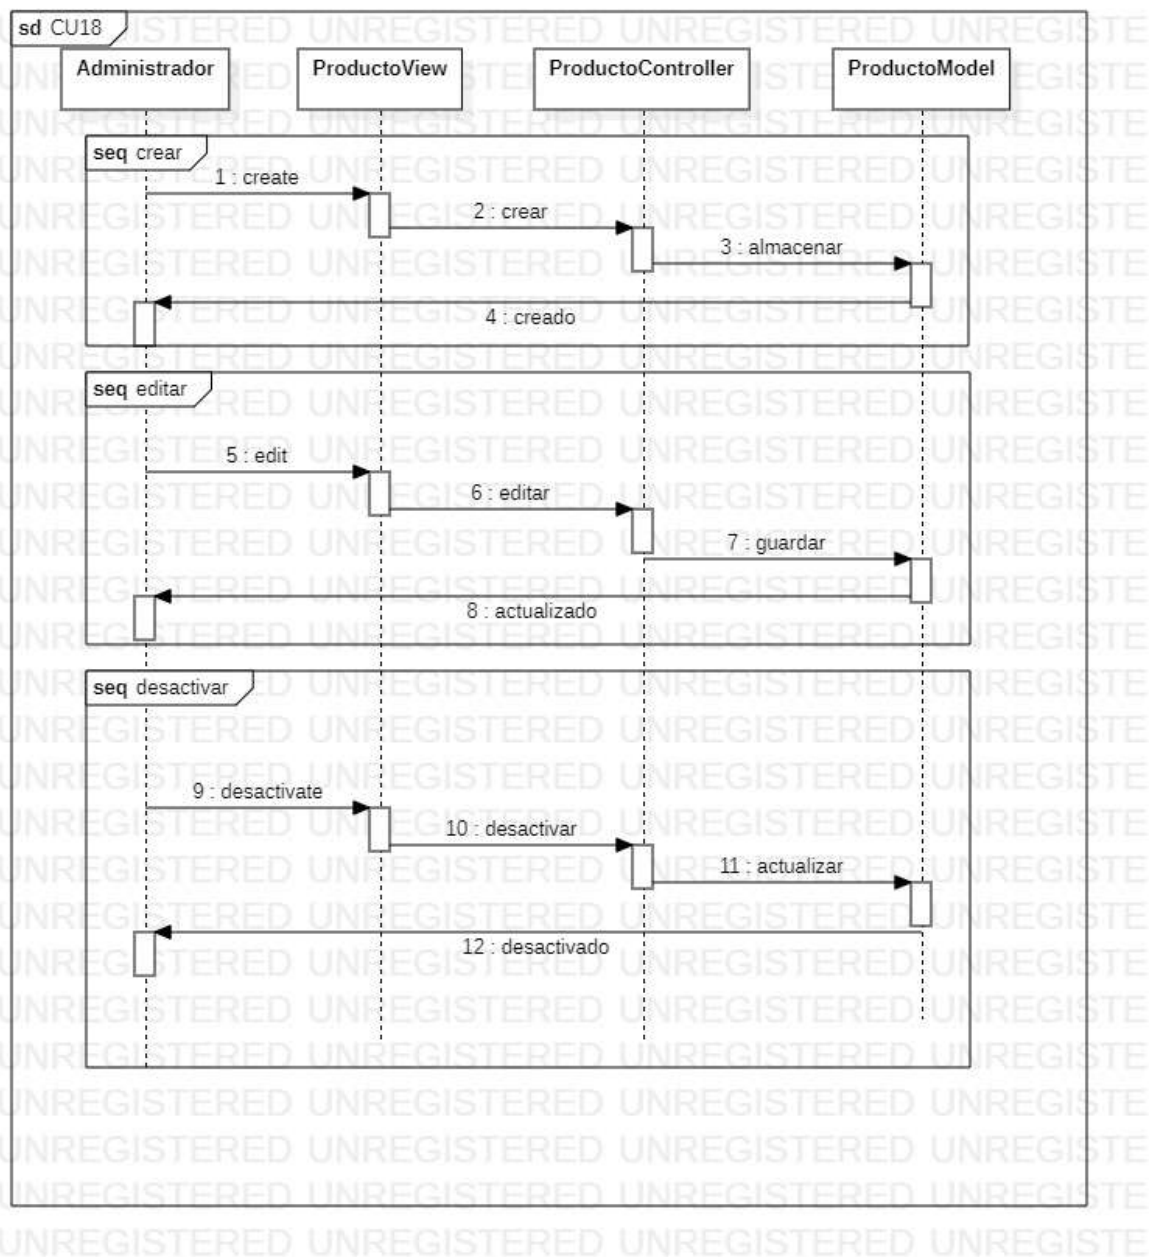 sd CU18
Administrador ProductoView ProductoController ProductoModel
seq crear
1 : create
2 : crear
3 : almacenar
4 : creado
seq editar
5 : edit
6 : editar
7 : guardar
8 : actualizado
seq desactivar
9 : desactivate
10 : desactivar
11 : actualizar
12 : desactivado
UNREGISTERED